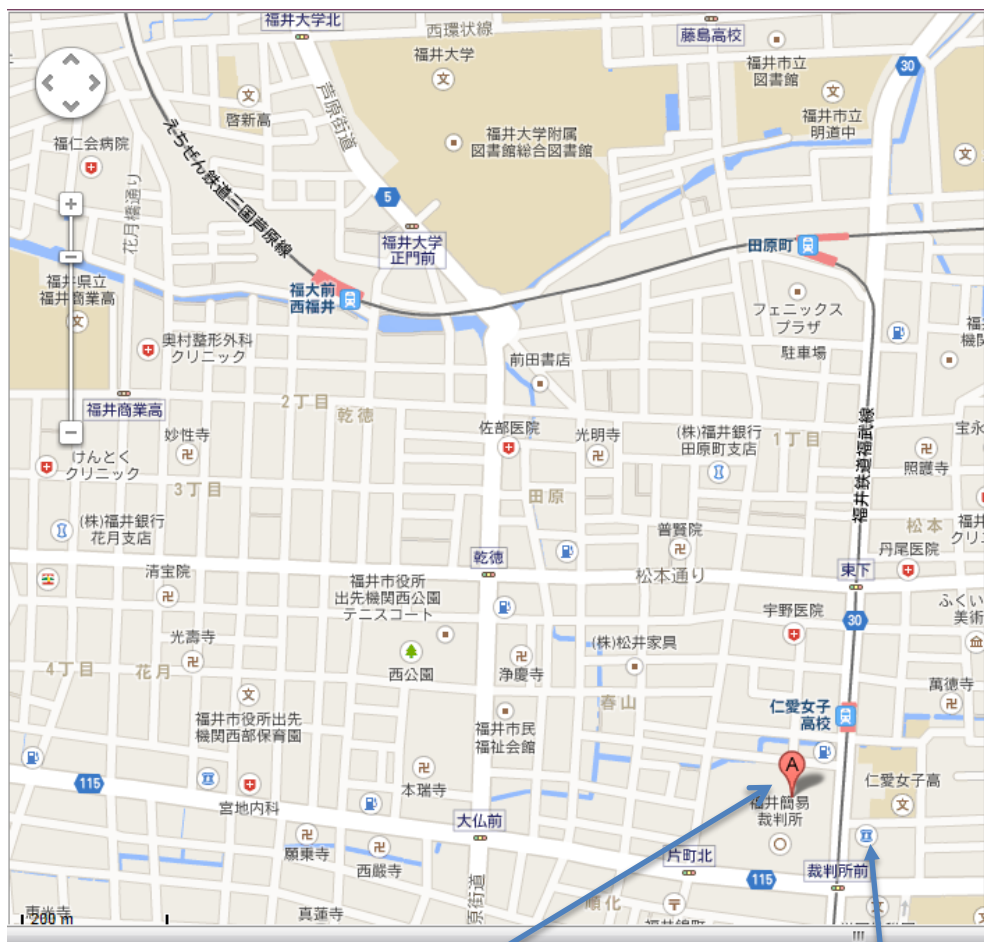 福井大学北
西環状線
藤島高校
福井大学
福井市立
図書館
30
啓新高
芦原街道
福井市立
明道中
福仁会病院
福井大学附属
図書館総合図書館
えちぜん鉄道三国芦原線
花月橋通り
5
福井大学
正門前
田原町
福井県立
福井商業高
福大前
西福井
フェニックス
プラザ
駐車場
奥村整形外科
クリニック
前田書店
福井商業高
2丁目
乾徳
妙性寺
佐部医院
光明寺
(株)福井銀行
田原町支店
1丁目
福井鉄道福武線
照護寺
けんとく
クリニック
3丁目
田原
(株)福井銀行
花月支店
普賢院
松本
丹尾医院
乾徳
松本通り
東下
清宝院
福井市役所
出先機関西公園
テニスコート
宇野医院
30
光壽寺
(株)松井家具
4丁目
花月
西公園
浄慶寺
春山
萬徳寺
仁愛女子
高校
福井市役所出先
機関西部保育園
福井市民
福祉会館
A
115
宮地内科
本瑞寺
福井簡易
裁判所
仁愛女子高
大仏前
願乗寺
西厳寺
片町北
115
裁判所前
原街道
順化
真蓮寺
200 m